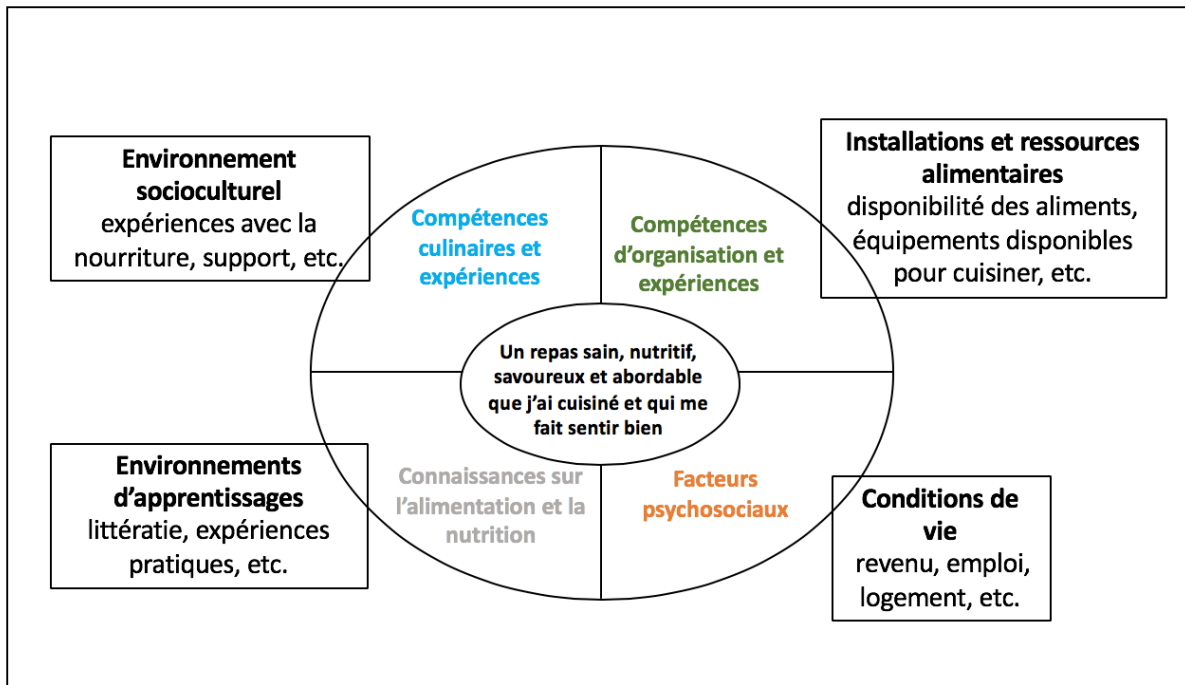 Environnement
socioculturel
expériences avec la
nourriture, support, etc.
Installations et ressources
alimentaires
disponibilité des aliments,
équipements disponibles
pour cuisiner, etc.
Compétences
culinaires et
expériences
Compétences
d’organisation et
expériences
Un repas sain, nutritif,
savoureux et abordable
que j’ai cuisiné et qui me
fait sentir bien
Environnements
d’apprentissages
littératie, expériences
pratiques, etc.
Connaissances sur
l’alimentation et la
nutrition
Facteurs
psychosociaux
Conditions de
vie
revenu, emploi,
logement, etc.